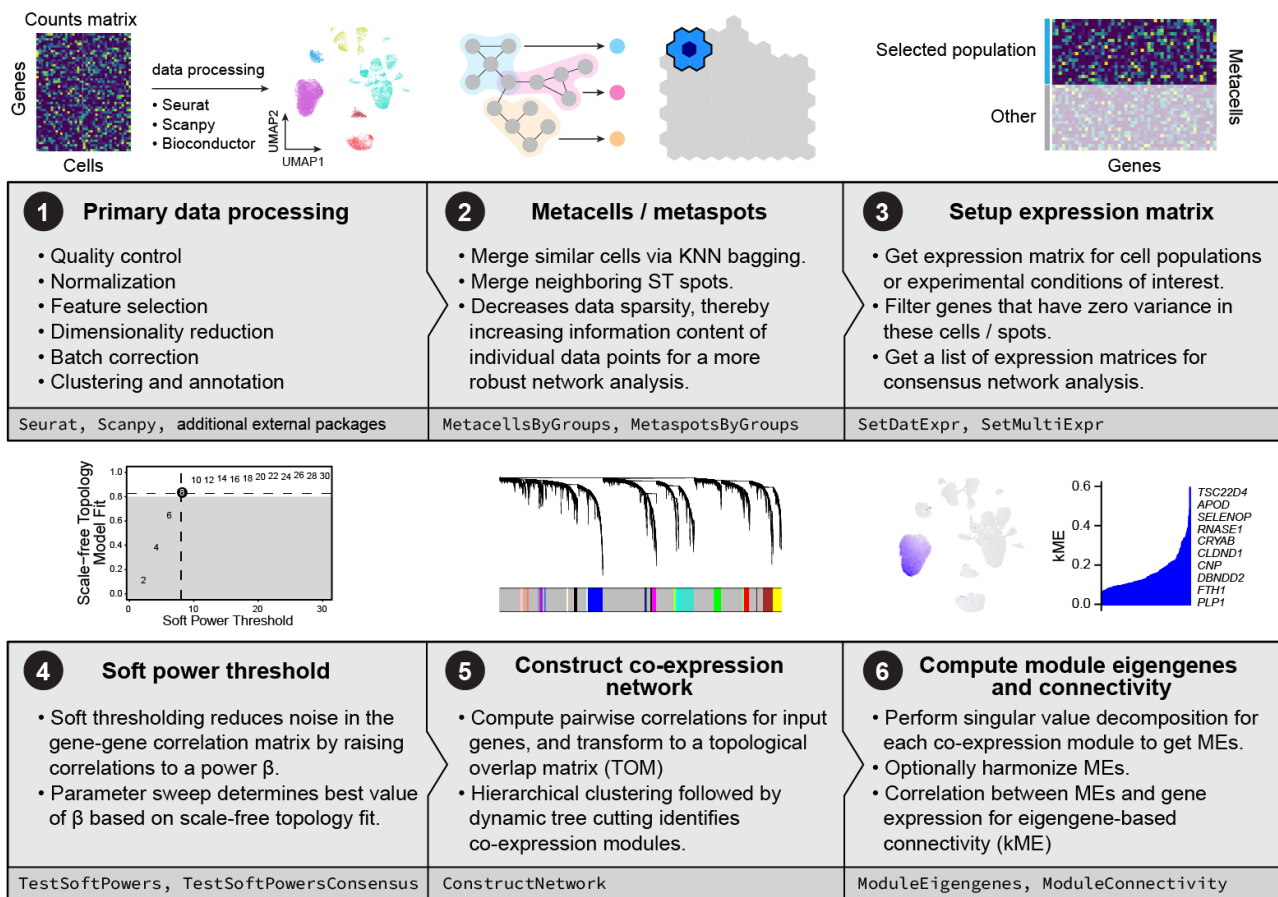 Counts matrix
Genes
Cells
data processing
• Seurat
• Scanpy
• Bioconductor
UMAP2
UMAP1
Selected population
Other
Metacells
Genes
1 Primary data processing
• Quality control
• Normalization
• Feature selection
• Dimensionality reduction
• Batch correction
• Clustering and annotation
Seurat, Scanpy, additional external packages
2 Metacells / metaspots
• Merge similar cells via KNN bagging.
• Merge neighboring ST spots.
• Decreases data sparsity, thereby
increasing information content of
individual data points for a more
robust network analysis.
MetacellsByGroups, MetaspotsByGroups
3 Setup expression matrix
• Get expression matrix for cell populations
or experimental conditions of interest.
• Filter genes that have zero variance in
these cells / spots.
• Get a list of expression matrices for
consensus network analysis.
SetDatExpr, SetMultiExpr
Scale-free Topology
Model Fit
1.0
0.8
0.6
0.4
0.2
0.0
2
4
6
8
10 12 14 16 18 20 22 24 26 28 30
0 10 20 30
Soft Power Threshold
kME
0.6
0.4
0.2
0.0
TSC22D4
APOD
SELENOP
RNASE1
CRYAB
CLDND1
CNP
DBNDD2
FTH1
PLP1
4 Soft power threshold
• Soft thresholding reduces noise in the
gene-gene correlation matrix by raising
correlations to a power β.
• Parameter sweep determines best value
of β based on scale-free topology fit.
TestSoftPowers, TestSoftPowersConsensus
5 Construct co-expression
network
• Compute pairwise correlations for input
genes, and transform to a topological
overlap matrix (TOM)
• Hierarchical clustering followed by
dynamic tree cutting identifies
co-expression modules.
ConstructNetwork
6 Compute module eigengenes
and connectivity
• Perform singular value decomposition for
each co-expression module to get MEs.
• Optionally harmonize MEs.
• Correlation between MEs and gene
expression for eigengene-based
connectivity (kME)
ModuleEigengenes, ModuleConnectivity